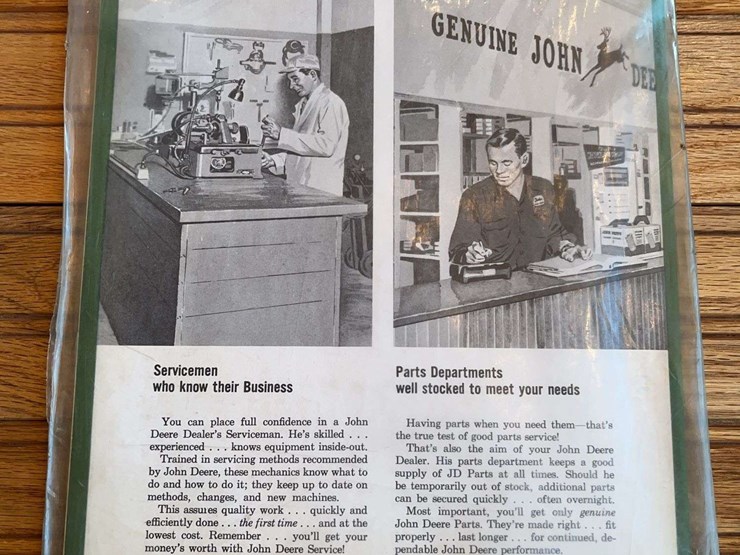 GENUINE JOHN DEE
Servicemen
who know their Business
You can place full confidence in a John
Deere Dealer's Serviceman. He's skilled . . .
experienced . . . knows equipment inside-out.
Trained in servicing methods recommended
by John Deere, these mechanics know what to
do and how to do it; they keep up to date on
methods, changes, and new machines.
This assures quality work . . . quickly and
efficiently done . . . the first time . . . and at the
lowest cost. Remember . . . you'll get your
money's worth with John Deere Service!
Parts Departments
well stocked to meet your needs
Having parts when you need them—that's
the true test of good parts service!
That's also the aim of your John Deere
Dealer. His parts department keeps a good
supply of JD Parts at all times. Should he
be temporarily out of stock, additional parts
can be secured quickly . . . often overnight.
Most important, you'll get only genuine
John Deere Parts. They're made right . . . fit
properly . . . last longer . . . for continued, de-
pendable John Deere performance.